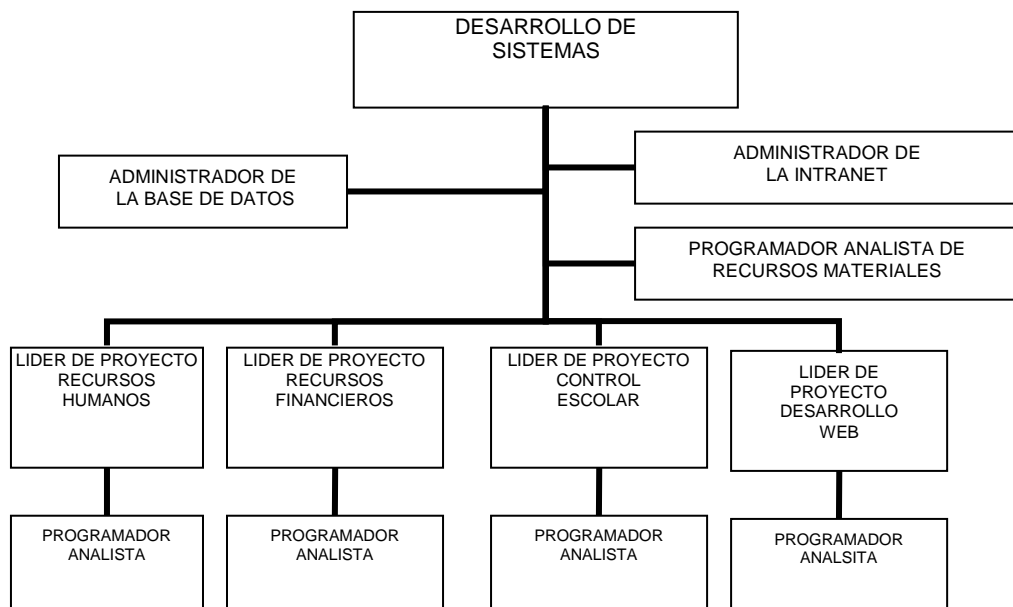 DESARROLLO DE
SISTEMAS
ADMINISTRADOR DE
LA INTRANET
ADMINISTRADOR DE
LA BASE DE DATOS
PROGRAMADOR ANALISTA DE
RECURSOS MATERIALES
LIDER DE PROYECTO
RECURSOS
HUMANOS
LIDER DE PROYECTO
RECURSOS
FINANCIEROS
LIDER DE PROYECTO
CONTROL
ESCOLAR
LIDER DE
PROYECTO
DESARROLLO
WEB
PROGRAMADOR
ANALISTA
PROGRAMADOR
ANALISTA
PROGRAMADOR
ANALISTA
PROGRAMADOR
ANALSITA